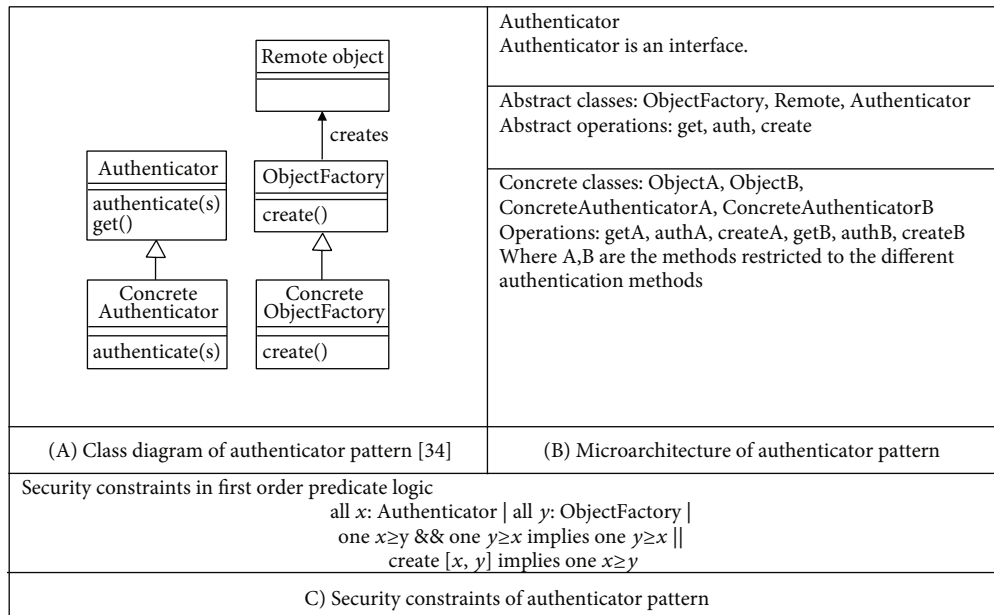 Remote object
creates
Authenticator
authenticate(s)
get()
ObjectFactory
create()
Concrete
Authenticator
authenticate(s)
Concrete
ObjectFactory
create()
(A) Class diagram of authenticator pattern [34]
Authenticator
Authenticator is an interface.
Abstract classes: ObjectFactory, Remote, Authenticator
Abstract operations: get, auth, create
Concrete classes: ObjectA, ObjectB,
ConcreteAuthenticatorA, ConcreteAuthenticatorB
Operations: getA, authA, createA, getB, authB, createB
Where A,B are the methods restricted to the different
authentication methods
(B) Microarchitecture of authenticator pattern
Security constraints in first order predicate logic
all x: Authenticator | all y: ObjectFactory |
one x≥y && one y≥x implies one y≥x ||
create [x, y] implies one x≥y
C) Security constraints of authenticator pattern